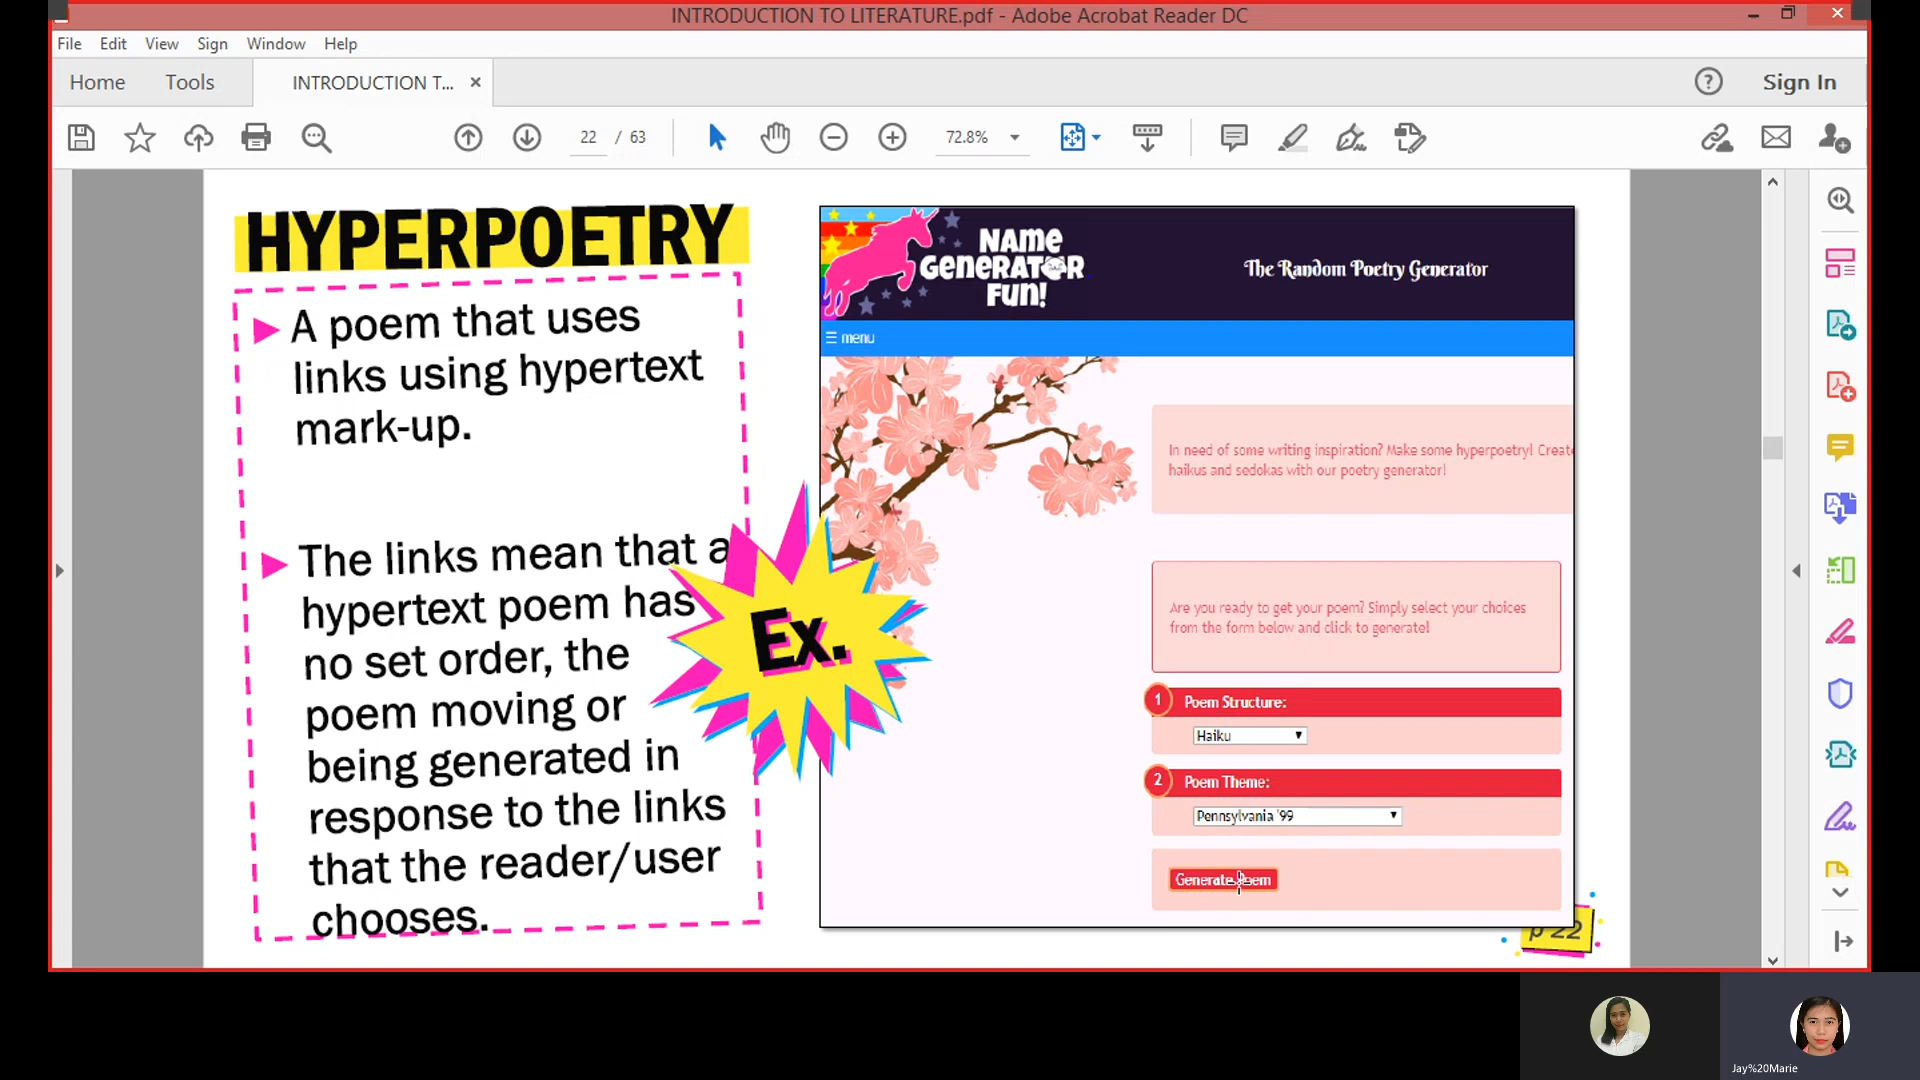 INTRODUCTION TO LITERATURE.pdf - Adobe Acrobat Reader DC
File Edit View Sign Window Help
Home Tools INTRODUCTION T... × ? Sign In
22 / 63 72.8%
HYPERPOETRY
A poem that uses
links using hypertext
mark-up.
The links mean that a
hypertext poem has
no set order, the
poem moving or
being generated in
response to the links
that the reader/user
chooses.
Ex.
NAMe
GeneRATOR
FUn!
The Random Poetry Generator
☰ menu
In need of some writing inspiration? Make some hyperpoetry! Create
haikus and sedokas with our poetry generator!
Are you ready to get your poem? Simply select your choices
from the form below and click to generate!
1 Poem Structure:
Haiku
2 Poem Theme:
Pennsylvania '99
Generate Poem
p 22
Jay%20Marie